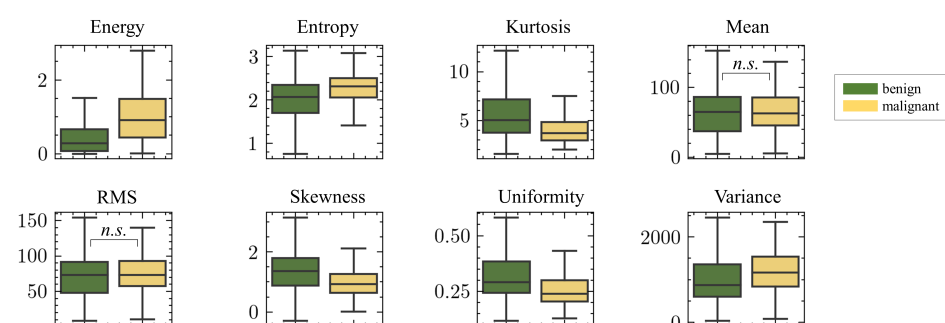 Energy
Entropy
Kurtosis
Mean
2
0
3
2
1
10
5
n.s.
100
0
benign
malignant
RMS
Skewness
Uniformity
Variance
150
100
50
n.s.
2
0
0.50
0.25
2000
0